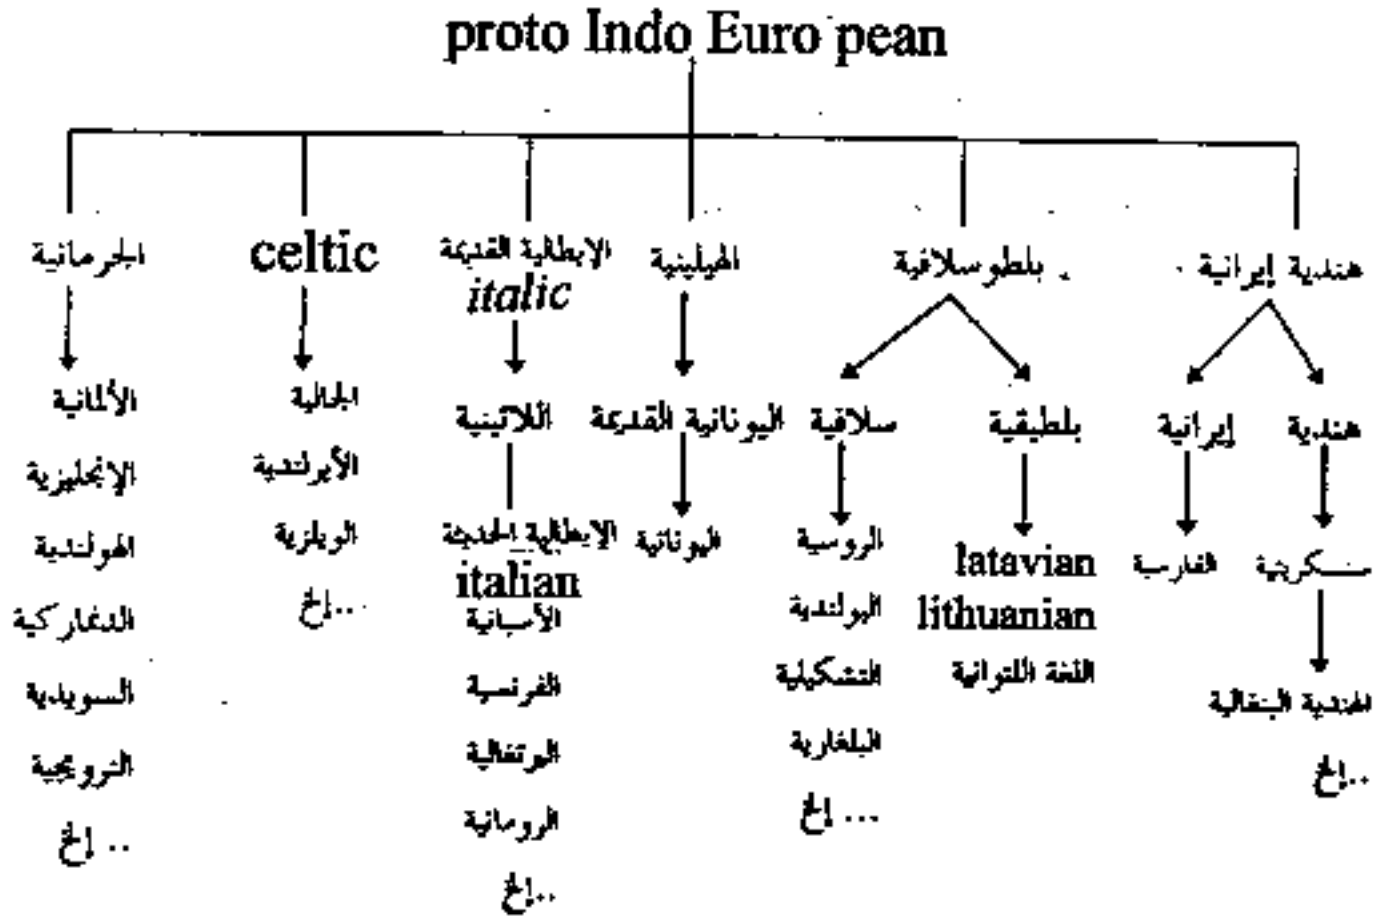 proto Indo Euro pean
هندية إيرانية
بلطوسلافية
الهيلينية
الإيطالية القديمة
italic
celtic
الجرمانية
هندية
إيرانية
بلطيقية
سلافية
اليونانية القديمة
اللاتينية
الجالية
الألمانية
الأيرلندية
الإنجليزية
سنسكريتية
الفارسية
latavian
lithuanian
اللغة اللتوانية
الروسية
البولندية
التشكيلية
البلغارية
... إلخ
اليونانية
الإيطالية الحديثة
italian
الأسبانية
الفرنسية
البرتغالية
الرومانية
..إلخ
الويلزية
...إلخ
الهولندية
الدنماركية
السويدية
النرويجية
.. إلخ
الهندية البنغالية
..إلخ